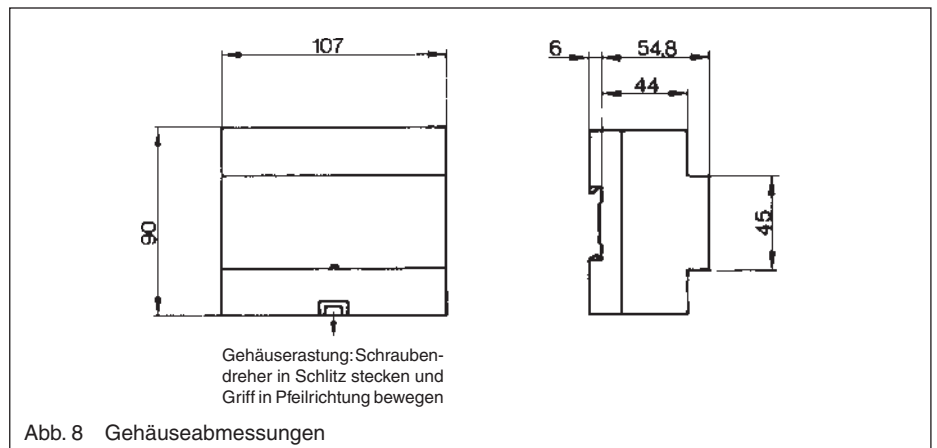 107
6
54,8
44
90
45
Gehäuserastung: Schrauben-
dreher in Schlitz stecken und
Griff in Pfeilrichtung bewegen
Abb. 8 Gehäuseabmessungen